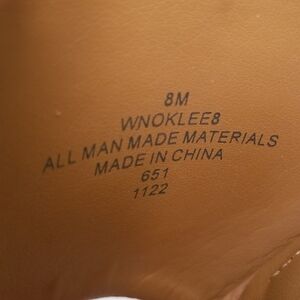 8M
WNOKLEE8
ALL MAN MADE MATERIALS
MADE IN CHINA
651
1122